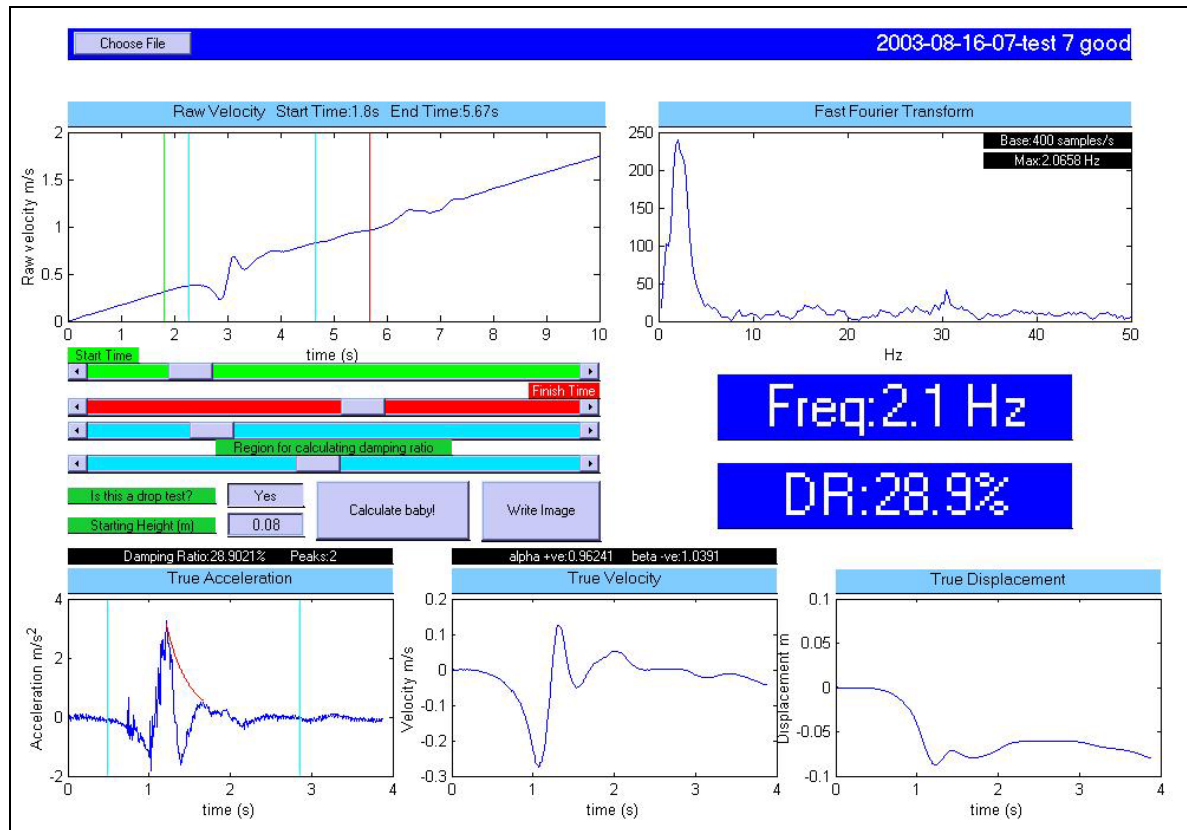 Choose File
2003-08-16-07-test 7 good
Raw Velocity Start Time:1.8s End Time:5.67s
2
1.5
1
0.5
0
Raw velocity m/s
0 1 2 3 4 5 6 7 8 9 10
time (s)
Fast Fourier Transform
Base:400 samples/s
Max:2.0658 Hz
250
200
150
100
50
0
0 10 20 30 40 50
Hz
Start Time
Finish Time
Region for calculating damping ratio
Is this a drop test? Yes
Starting Height (m) 0.08
Calculate baby!
Write Image
Freq:2.1 Hz
DR:28.9%
Damping Ratio:28.9021% Peaks:2
True Acceleration
4
2
0
-2
Acceleration m/s²
0 1 2 3 4
time (s)
alpha +ve:0.96241 beta -ve:1.0391
True Velocity
0.2
0.1
0
-0.1
-0.2
-0.3
Velocity m/s
0 1 2 3 4
time (s)
True Displacement
0.1
0.05
0
-0.05
-0.1
Displacement m
0 1 2 3 4
time (s)